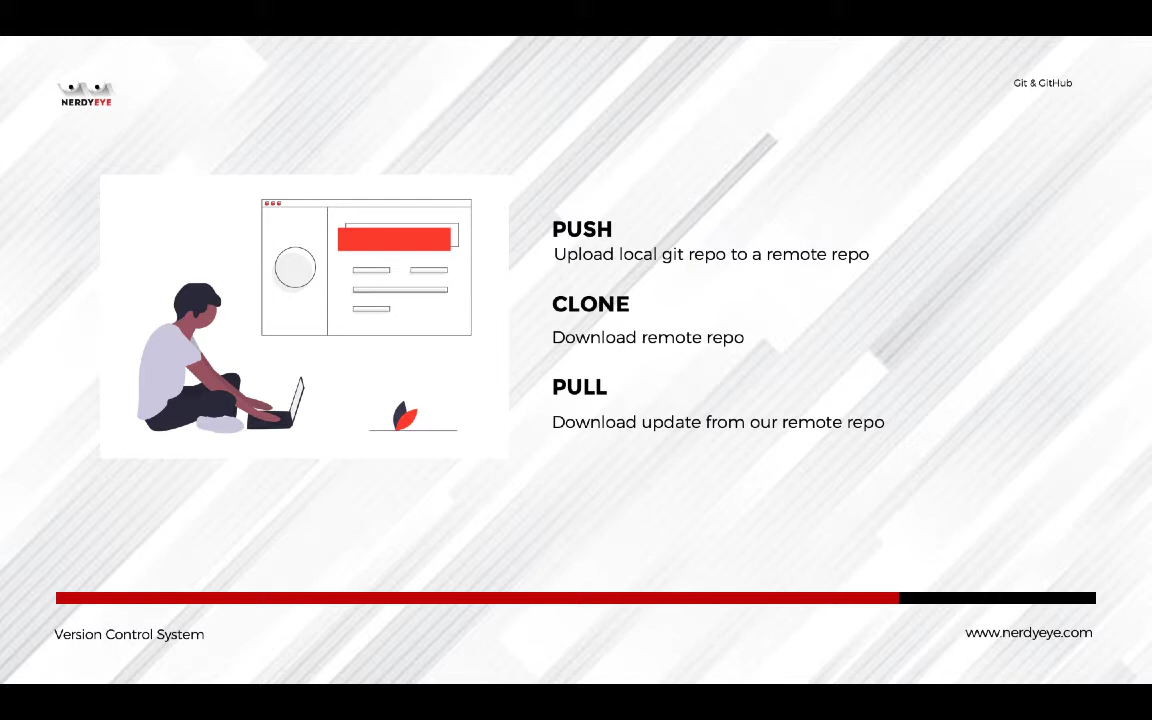 NERDYEYE
Git & GitHub
PUSH
Upload local git repo to a remote repo
CLONE
Download remote repo
PULL
Download update from our remote repo
Version Control System
www.nerdyeye.com